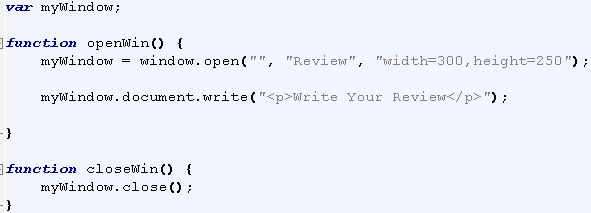 var myWindow;
function openWin() {
myWindow = window.open("", "Review", "width=300,height=250");
myWindow.document.write("<p>Write Your Review</p>");
}
function closeWin() {
myWindow.close();
}